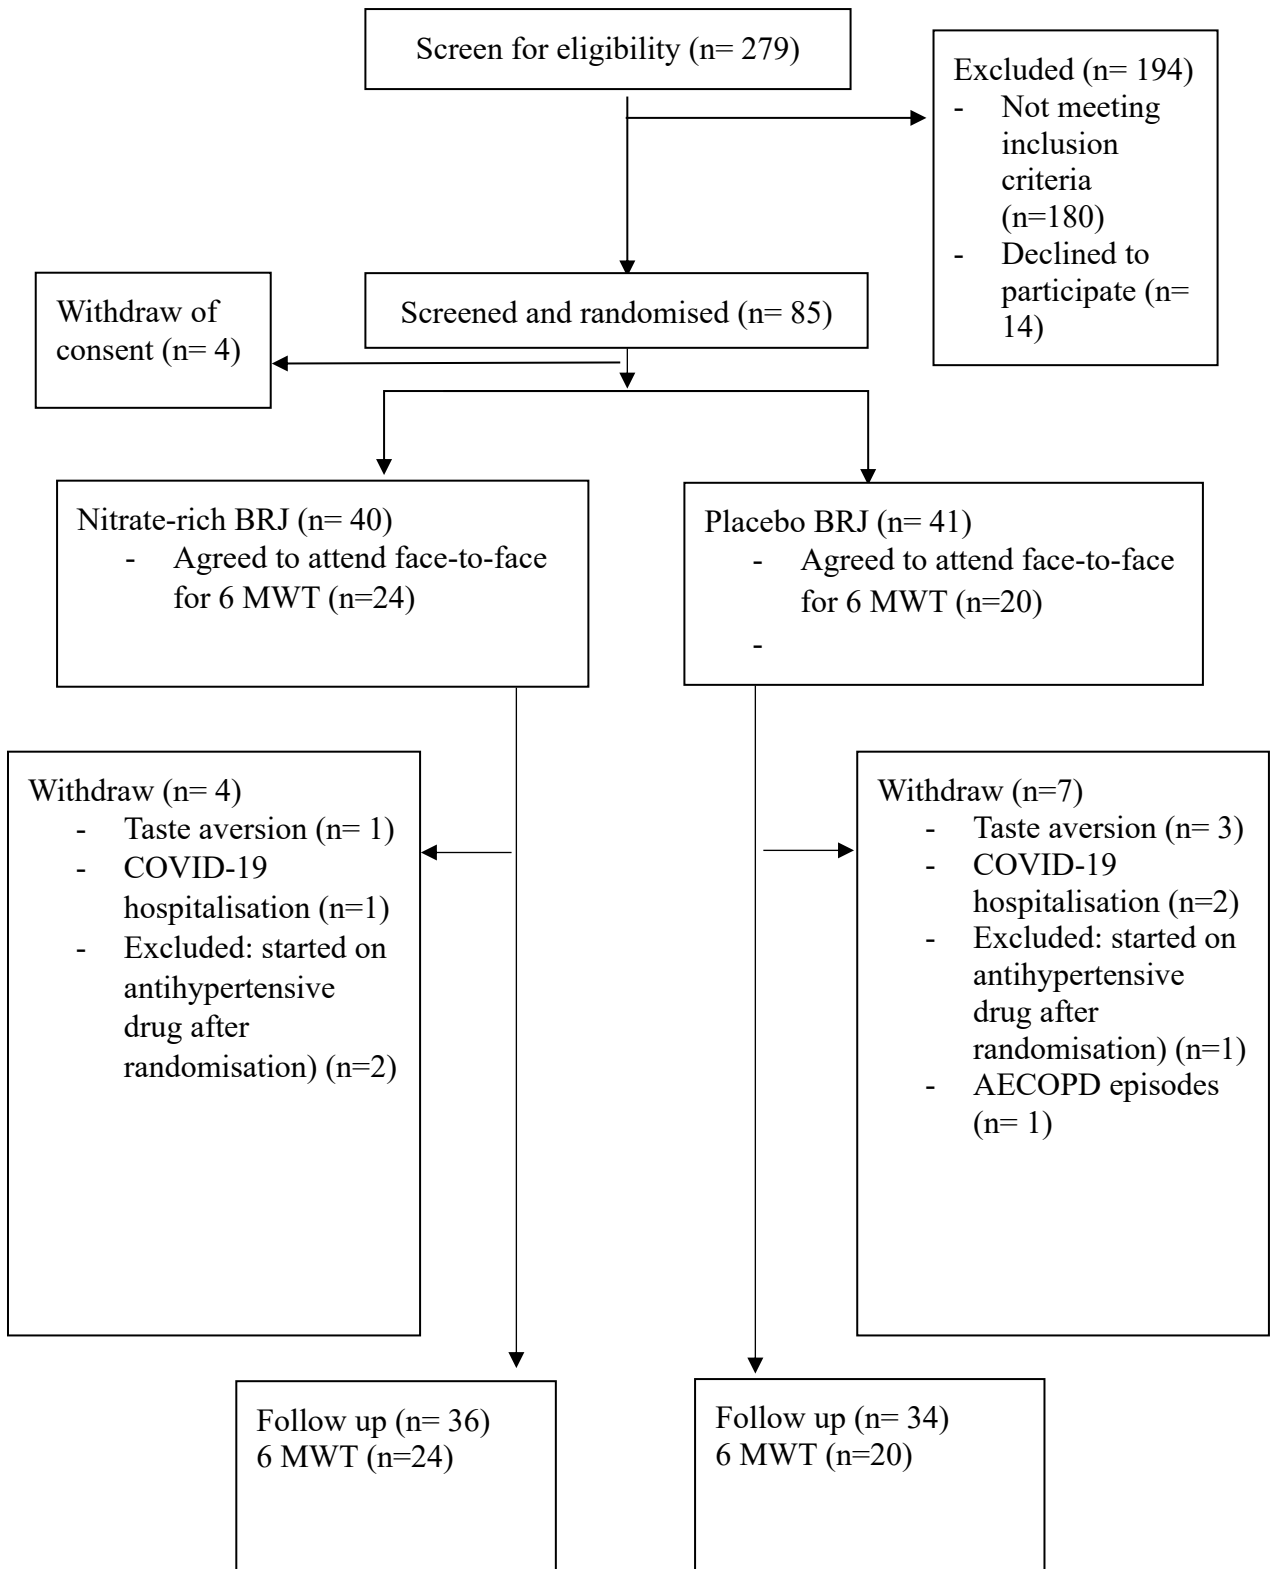 Screen for eligibility (n= 279)
Excluded (n= 194)
- Not meeting
inclusion
criteria
(n=180)
- Declined to
participate (n=
14)
Withdraw of
consent (n= 4)
Screened and randomised (n= 85)
Nitrate-rich BRJ (n= 40)
- Agreed to attend face-to-face
for 6 MWT (n=24)
Placebo BRJ (n= 41)
- Agreed to attend face-to-face
for 6 MWT (n=20)
-
Withdraw (n= 4)
- Taste aversion (n= 1)
- COVID-19
hospitalisation (n=1)
- Excluded: started on
antihypertensive
drug after
randomisation) (n=2)
Withdraw (n=7)
- Taste aversion (n= 3)
- COVID-19
hospitalisation (n=2)
- Excluded: started on
antihypertensive
drug after
randomisation) (n=1)
- AECOPD episodes
(n= 1)
Follow up (n= 36)
6 MWT (n=24)
Follow up (n= 34)
6 MWT (n=20)